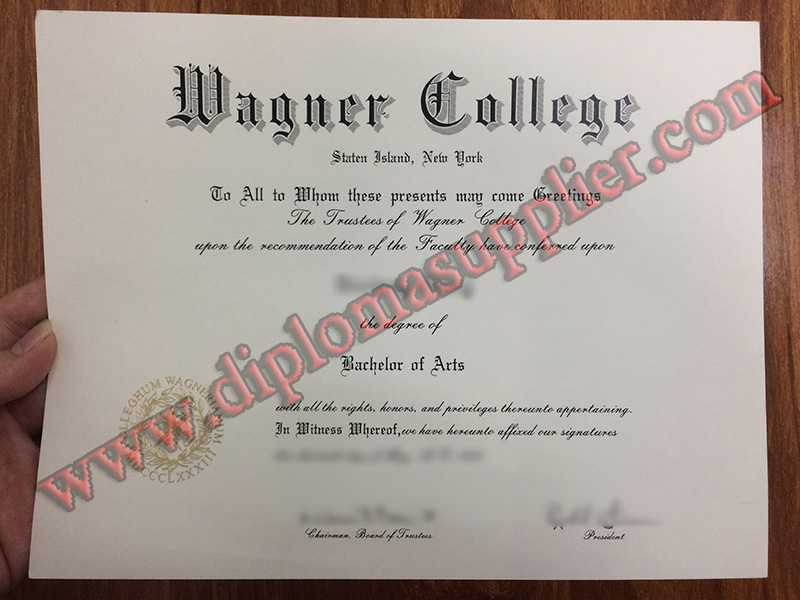 Wagner College
Staten Island, New York
To All to Whom these presents may come Greetings
The Trustees of Wagner College
upon the recommendation of the Faculty have conferred upon
the degree of
Bachelor of Arts
with all the rights, honors, and privileges thereunto appertaining.
In Witness Whereof, we have hereunto affixed our signatures
Chairman, Board of Trustees
President
www.diplomasupplier.com